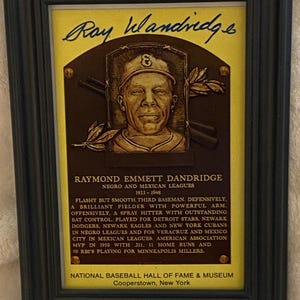 Ray Dandridge
E
RAYMOND EMMETT DANDRIDGE
NEGRO AND MEXICAN LEAGUES
1933 - 1948
FLASHY BUT SMOOTH THIRD BASEMAN. DEFENSIVELY,
A BRILLIANT FIELDER WITH POWERFUL ARM.
OFFENSIVELY, A SPRAY HITTER WITH OUTSTANDING
BAT CONTROL. PLAYED FOR DETROIT STARS, NEWARK
DODGERS, NEWARK EAGLES AND NEW YORK CUBANS
IN NEGRO LEAGUES AND FOR VERACRUZ AND MEXICO
CITY IN MEXICAN LEAGUES. AMERICAN ASSOCIATION
MVP IN 1950 WITH .311, 11 HOME RUNS AND
RBI'S PLAYING FOR MINNEAPOLIS MILLERS.
NATIONAL BASEBALL HALL OF FAME & MUSEUM
Cooperstown, New York